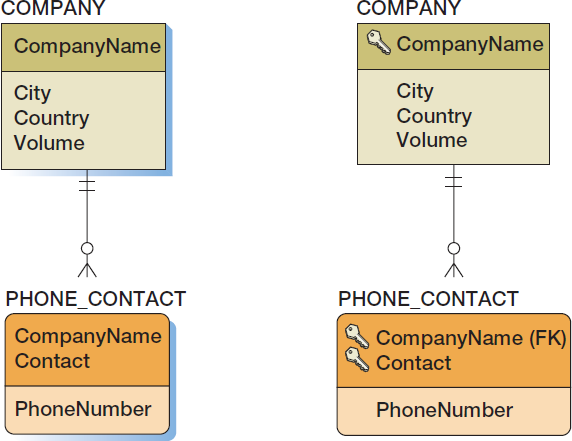 COMPANY
CompanyName
City
Country
Volume
PHONE_CONTACT
CompanyName
Contact
PhoneNumber
COMPANY
CompanyName
City
Country
Volume
PHONE_CONTACT
CompanyName (FK)
Contact
PhoneNumber